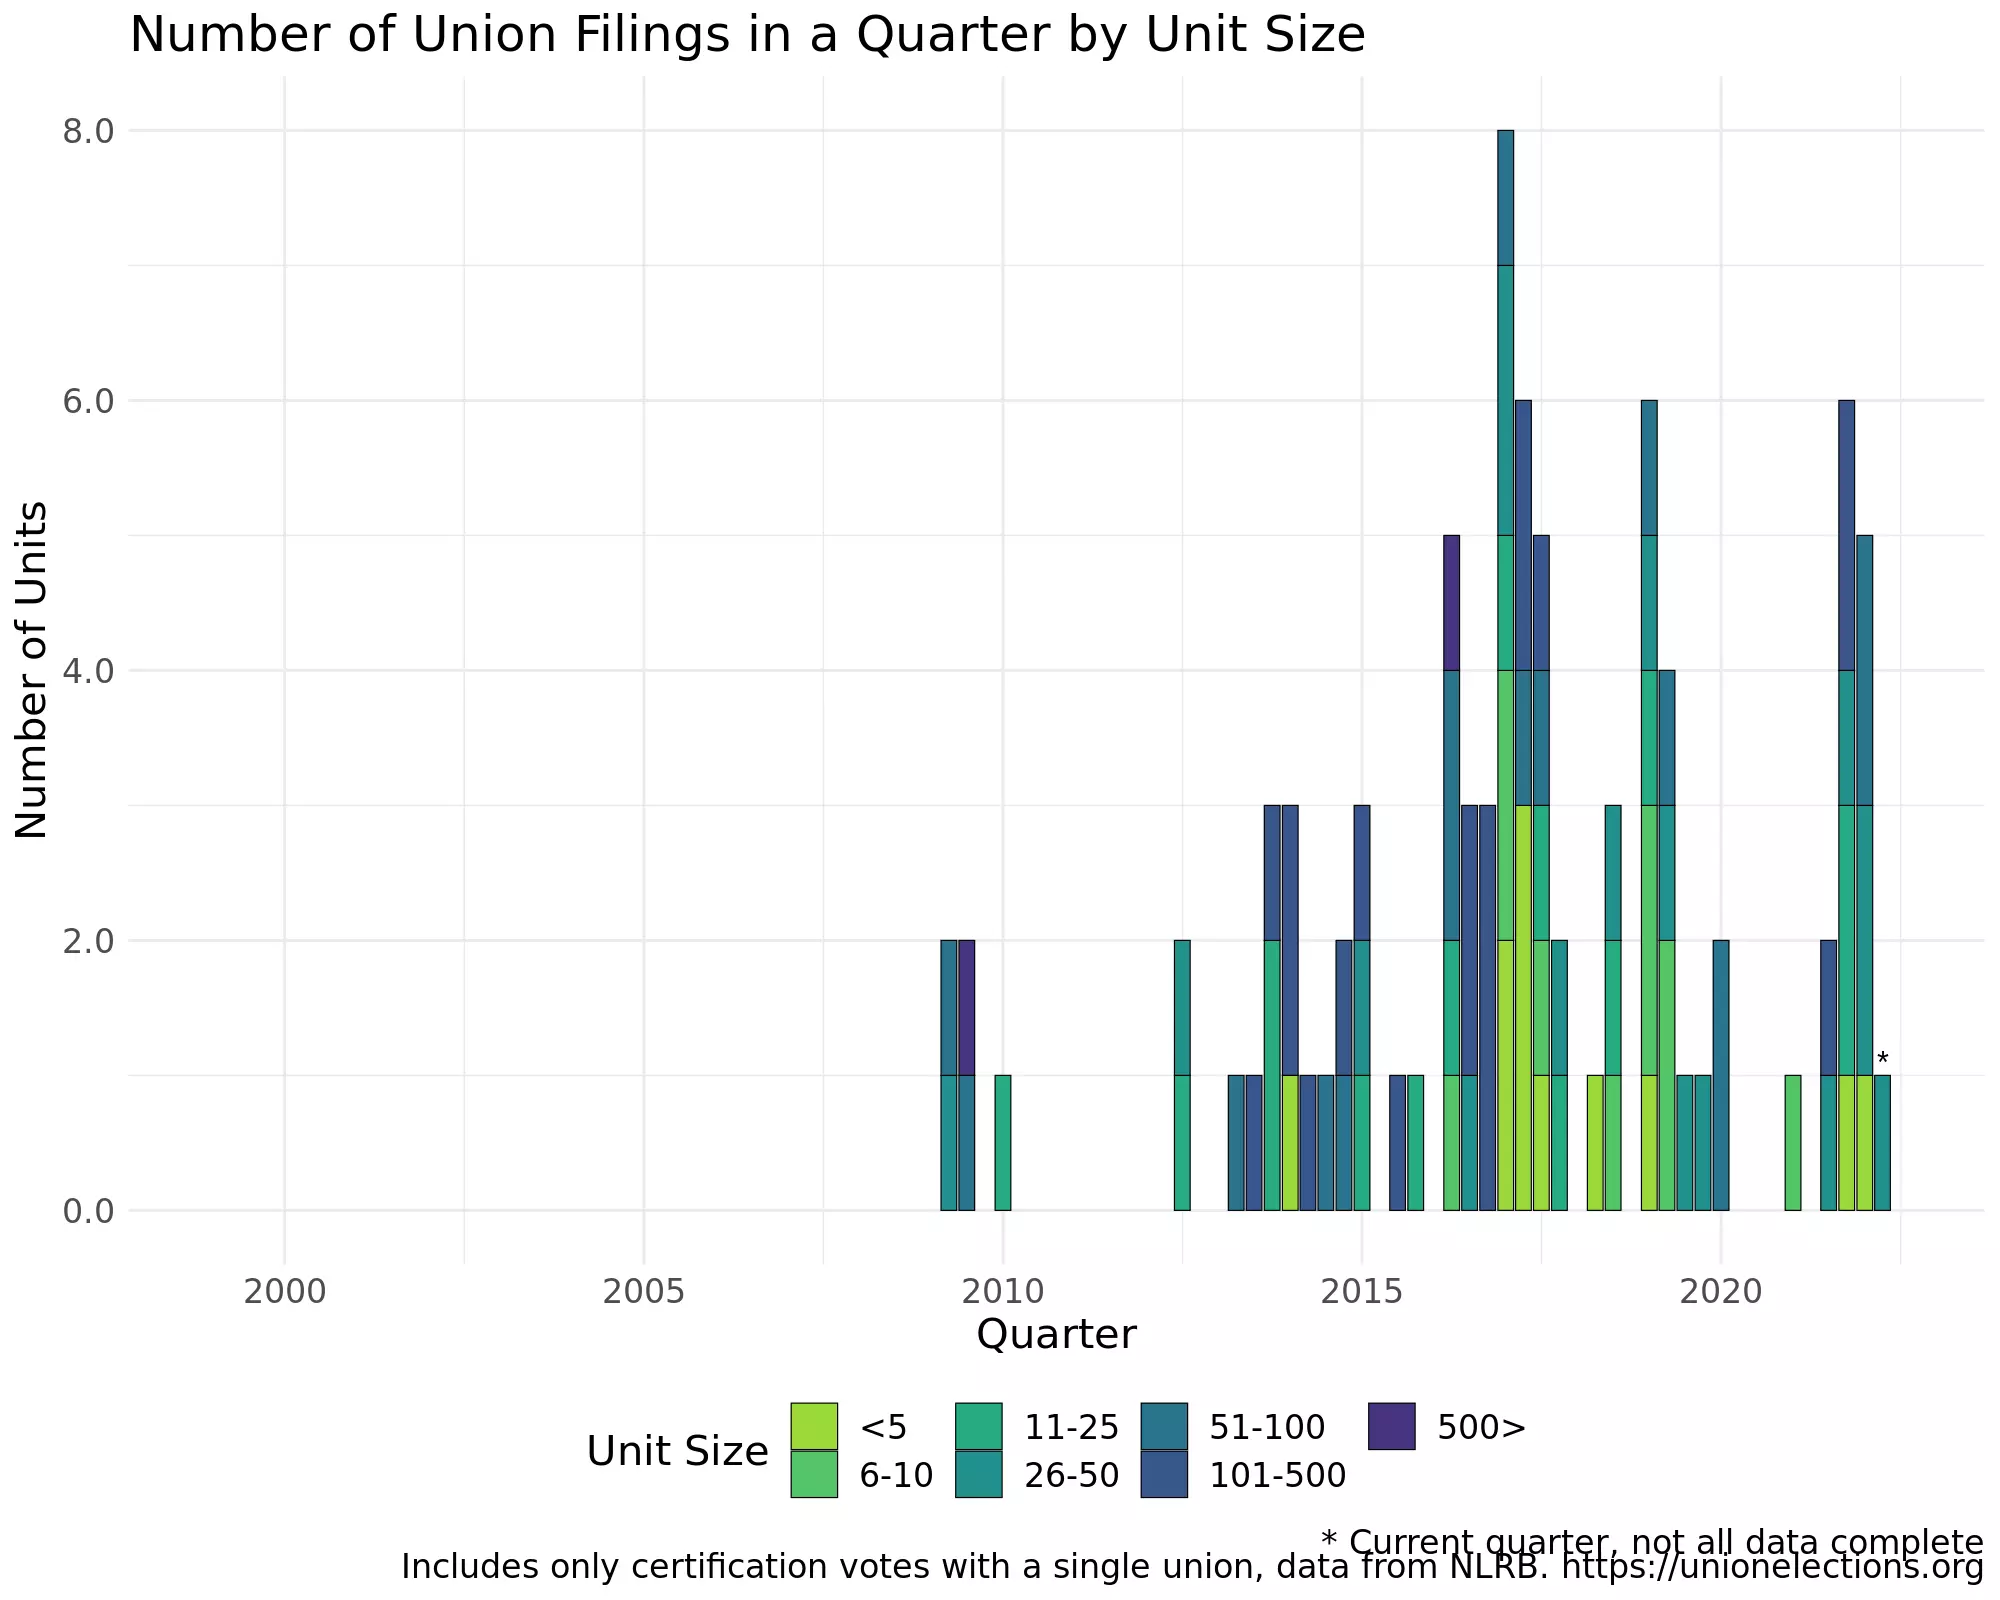 Number of Union Filings in a Quarter by Unit Size
8.0
6.0
4.0
2.0
0.0
Number of Units
2000 2005 2010 2015 2020
Quarter
Unit Size
<5 11-25 51-100 500>
6-10 26-50 101-500
*
* Current quarter, not all data complete
Includes only certification votes with a single union, data from NLRB. https://unionelections.org